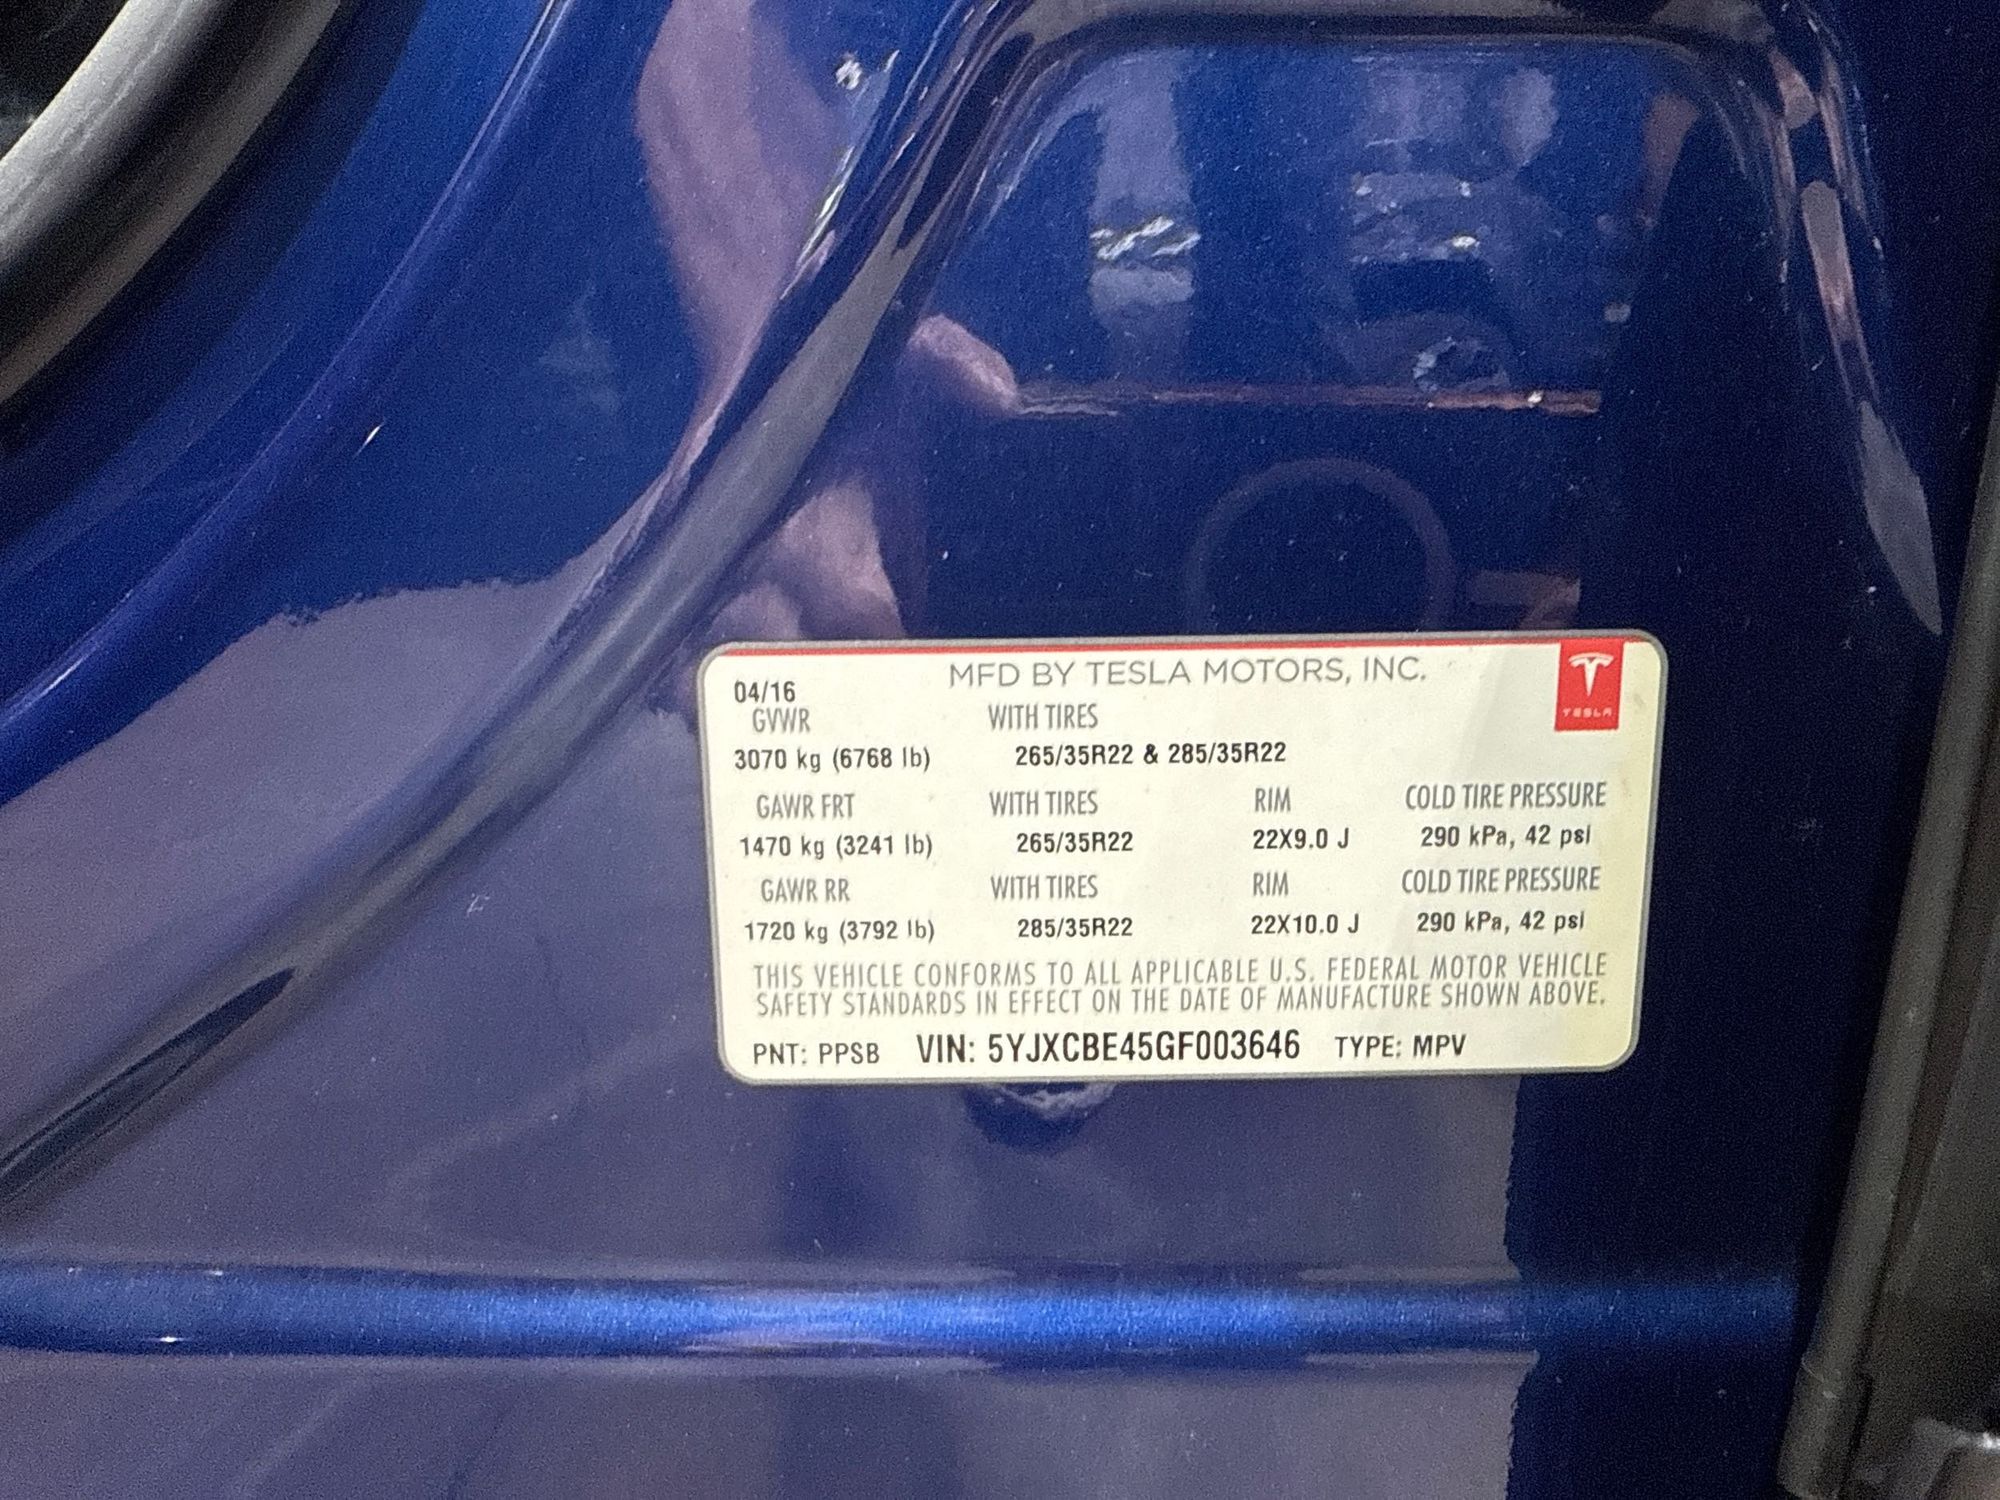 MFD BY TESLA MOTORS, INC.
TESLA
04/16
GVWR WITH TIRES
3070 kg (6768 lb) 265/35R22 & 285/35R22
GAWR FRT WITH TIRES RIM COLD TIRE PRESSURE
1470 kg (3241 lb) 265/35R22 22X9.0 J 290 kPa, 42 psi
GAWR RR WITH TIRES RIM COLD TIRE PRESSURE
1720 kg (3792 lb) 285/35R22 22X10.0 J 290 kPa, 42 psi
THIS VEHICLE CONFORMS TO ALL APPLICABLE U.S. FEDERAL MOTOR VEHICLE
SAFETY STANDARDS IN EFFECT ON THE DATE OF MANUFACTURE SHOWN ABOVE.
PNT: PPSB VIN: 5YJXCBE45GF003646 TYPE: MPV